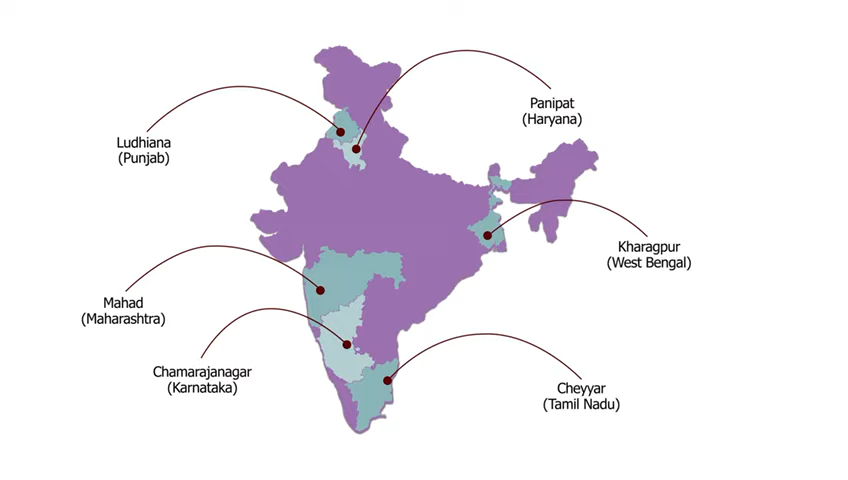 Panipat
(Haryana)
Ludhiana
(Punjab)
Kharagpur
(West Bengal)
Mahad
(Maharashtra)
Chamarajanagar
(Karnataka)
Cheyyar
(Tamil Nadu)